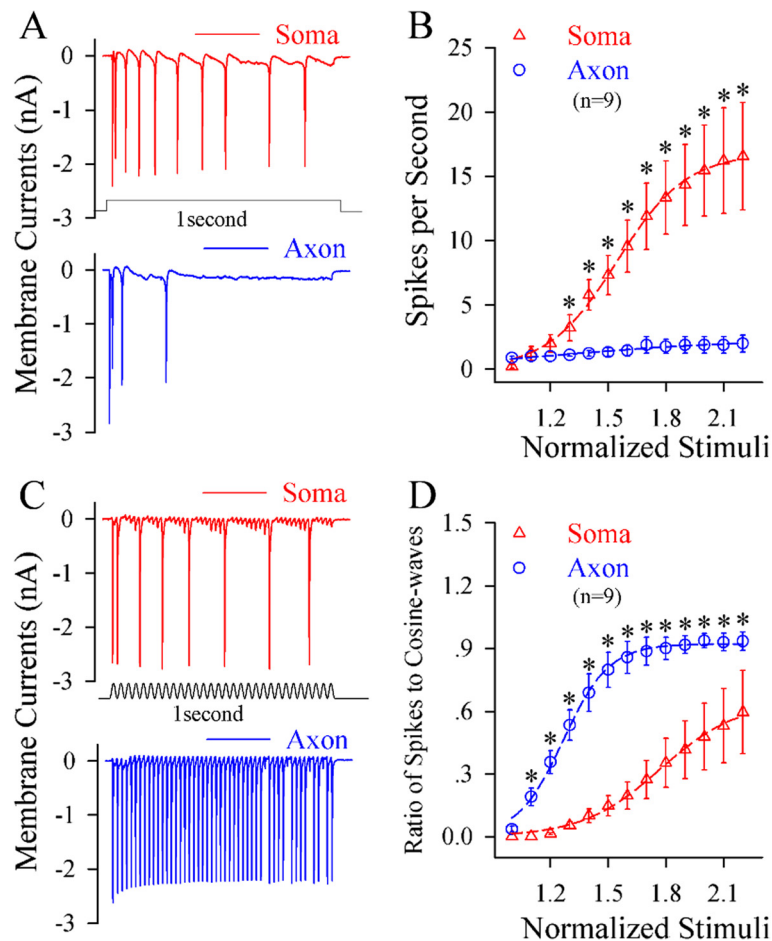 A
Soma
0
-1
-2
-3
1second
Axon
0
-1
-2
-3
Membrane Currents (nA)
B
25
20
15
10
5
0
Spikes per Second
Soma
Axon
(n=9)
* * * * * * * * * *
1.2 1.5 1.8 2.1
Normalized Stimuli
C
Soma
0
-1
-2
-3
1second
Axon
0
-1
-2
-3
Membrane Currents (nA)
D
1.5
1.2
.9
.6
.3
0.0
Ratio of Spikes to Cosine-waves
Soma
Axon
(n=9)
* * * * * * * * * * * *
1.2 1.5 1.8 2.1
Normalized Stimuli